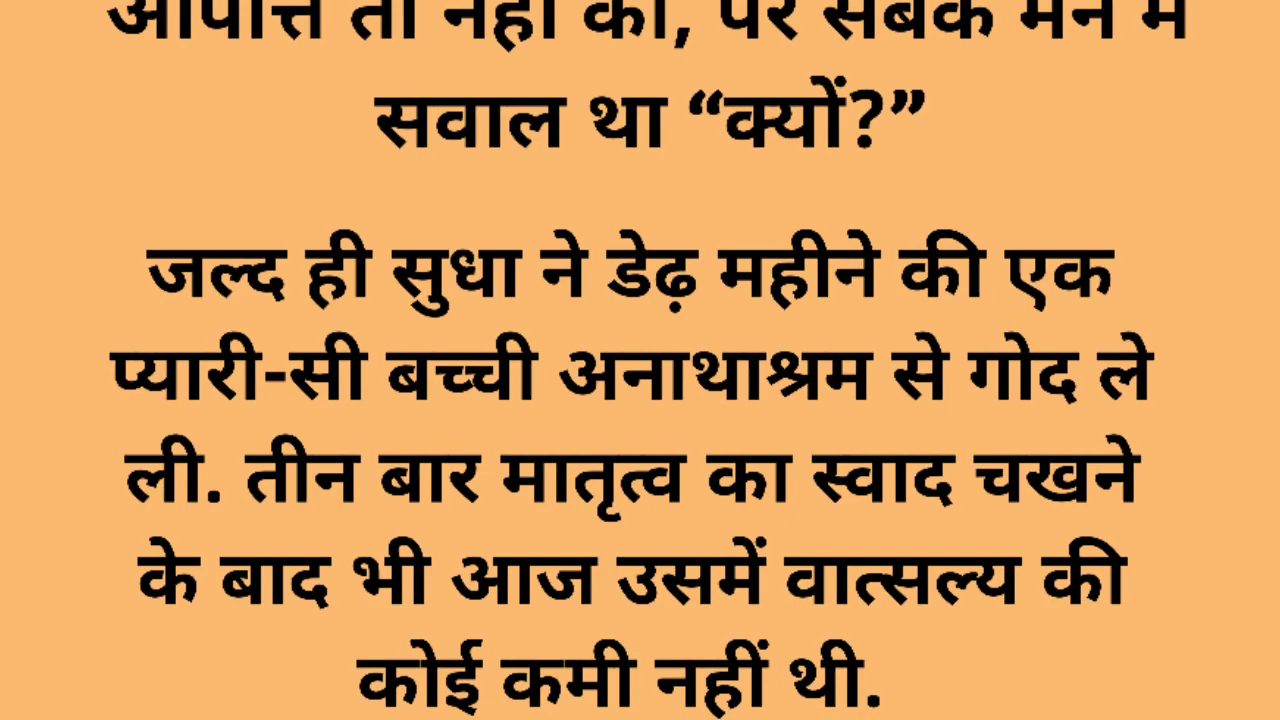 आपत्ति तो नहीं की, पर सबके मन में
सवाल था “क्यों?”
जल्द ही सुधा ने डेढ़ महीने की एक
प्यारी-सी बच्ची अनाथाश्रम से गोद ले
ली. तीन बार मातृत्व का स्वाद चखने
के बाद भी आज उसमें वात्सल्य की
कोई कमी नहीं थी.